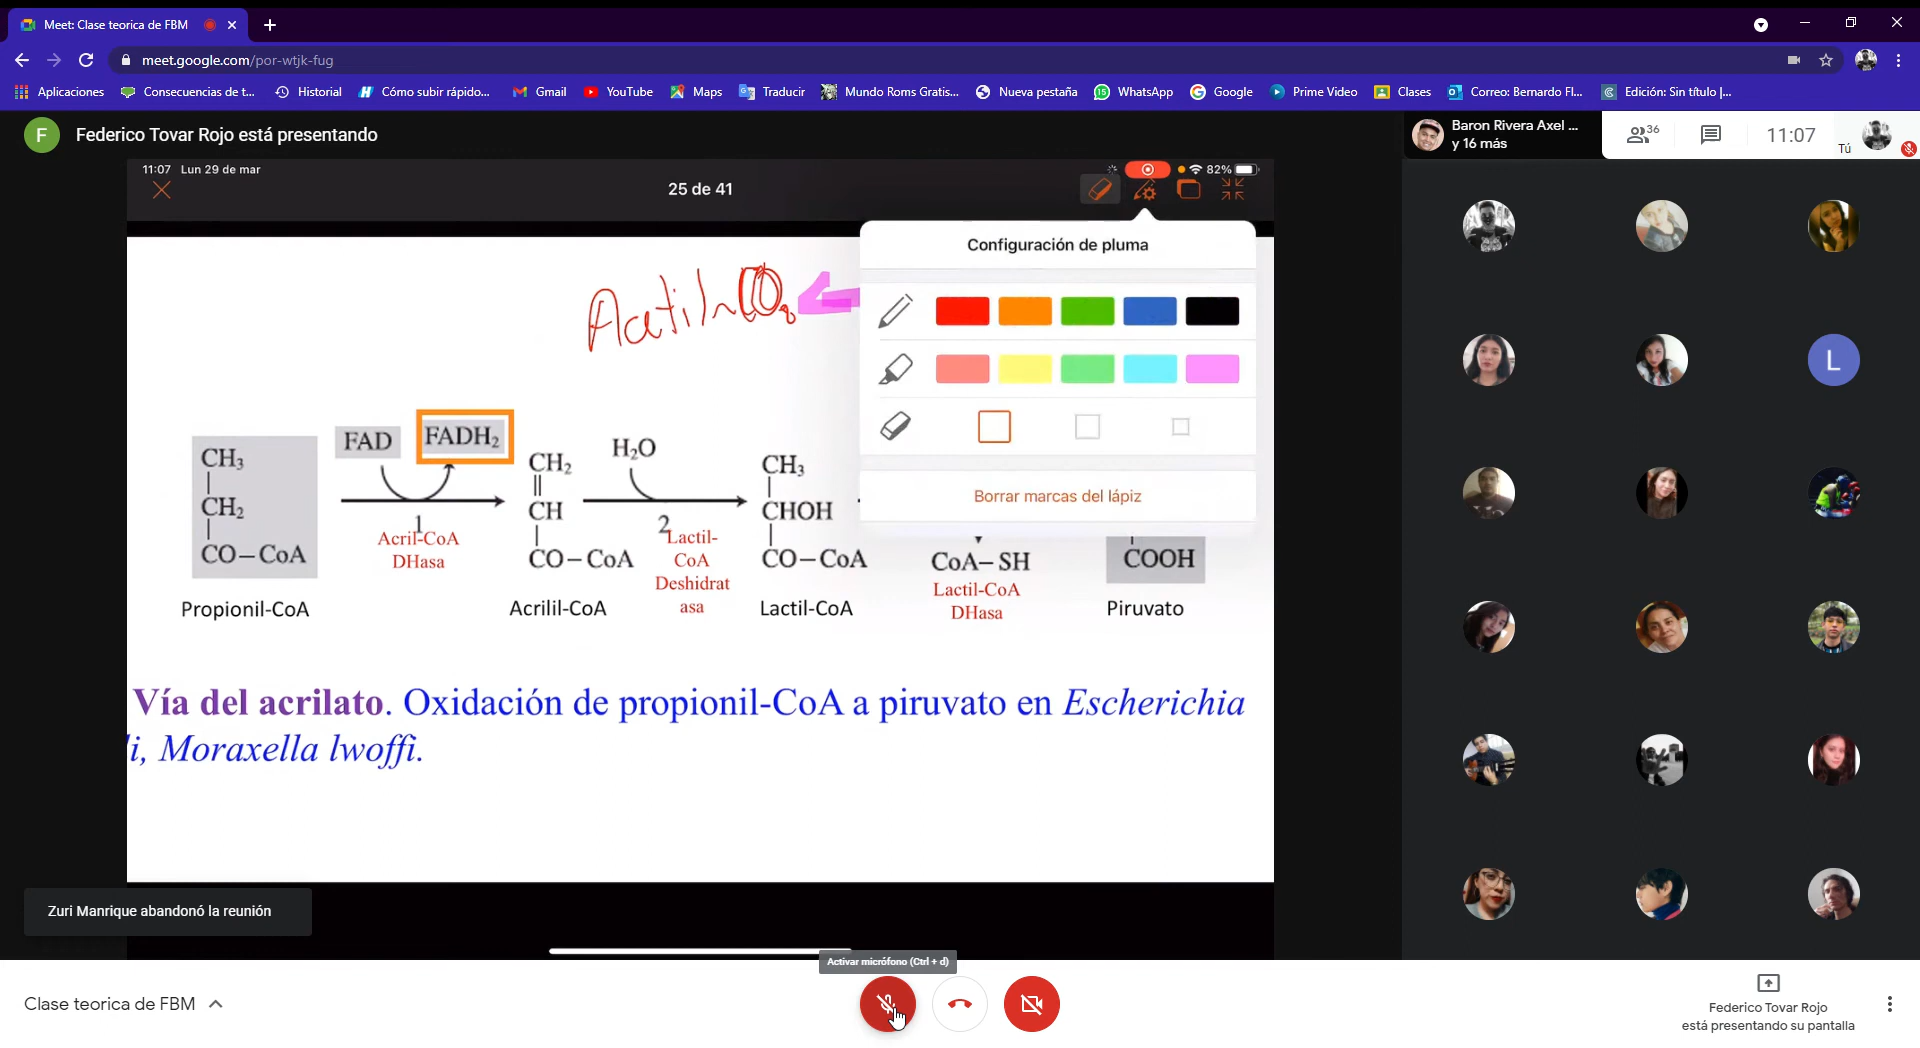 Meet: Clase teorica de FBM
meet.google.com/por-wtjk-fug
Aplicaciones Consecuencias de t... Historial Cómo subir rápido... Gmail YouTube Maps Traducir Mundo Roms Gratis... Nueva pestaña WhatsApp Google Prime Video Clases Correo: Bernardo Fl... Edición: Sin título |...
F Federico Tovar Rojo está presentando
Baron Rivera Axel ...
y 16 más
36
11:07
Tú
11:07 Lun 29 de mar
82%
25 de 41
Configuración de pluma
Borrar marcas del lápiz
L
FAD FADH₂
H₂O
CH₃
CH₂
CO–CoA
1
Acril-CoA
DHasa
CH₂
CH
CO–CoA
2
Lactil-
CoA
Deshidrat
asa
CH₃
CHOH
CO–CoA
CoA–SH
Lactil-CoA
DHasa
COOH
Propionil-CoA Acrilil-CoA Lactil-CoA Piruvato
Vía del acrilato. Oxidación de propionil-CoA a piruvato en Escherichia
li, Moraxella lwoffi.
Zuri Manrique abandonó la reunión
Activar micrófono (Ctrl + d)
Clase teorica de FBM
Federico Tovar Rojo
está presentando su pantalla